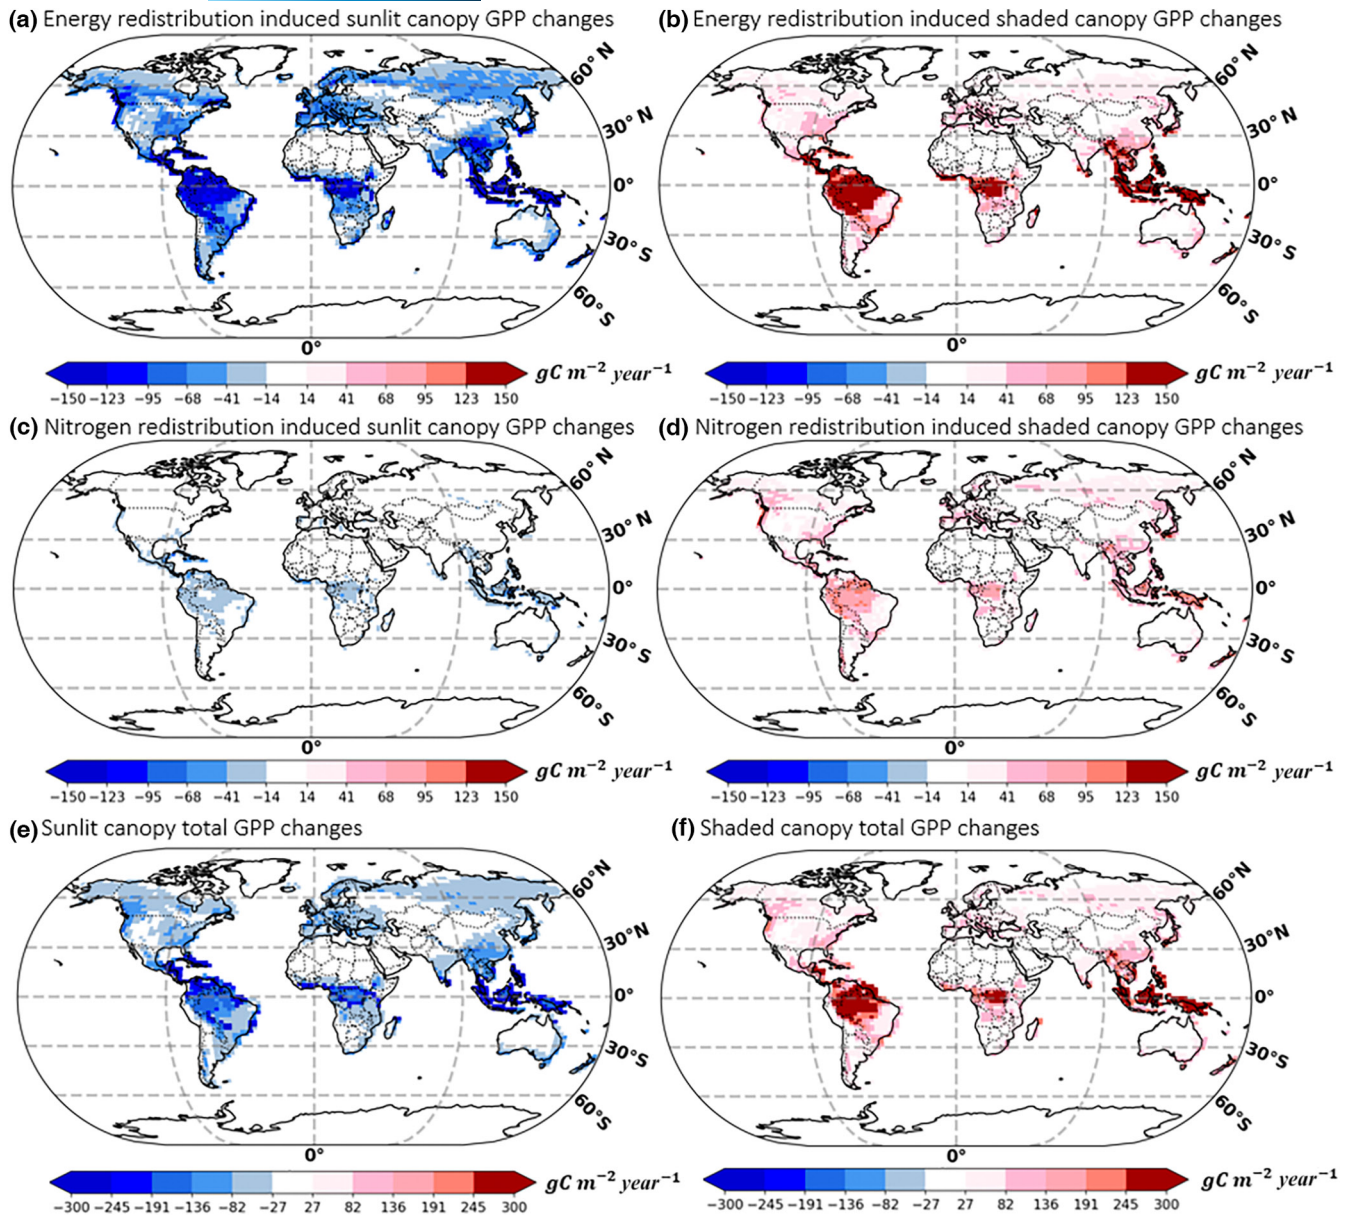 (a) Energy redistribution induced sunlit canopy GPP changes
60° N
30° N
0°
30° S
60° S
0°
gC m⁻² year⁻¹
−150 −123 −95 −68 −41 −14 14 41 68 95 123 150
(b) Energy redistribution induced shaded canopy GPP changes
60° N
30° N
0°
30° S
60° S
0°
gC m⁻² year⁻¹
−150 −123 −95 −68 −41 −14 14 41 68 95 123 150
(c) Nitrogen redistribution induced sunlit canopy GPP changes
60° N
30° N
0°
30° S
60° S
0°
gC m⁻² year⁻¹
−150 −123 −95 −68 −41 −14 14 41 68 95 123 150
(d) Nitrogen redistribution induced shaded canopy GPP changes
60° N
30° N
0°
30° S
60° S
0°
gC m⁻² year⁻¹
−150 −123 −95 −68 −41 −14 14 41 68 95 123 150
(e) Sunlit canopy total GPP changes
60°N
30°N
0°
30°S
60°S
0°
gC m⁻² year⁻¹
−300 −245 −191 −136 −82 −27 27 82 136 191 245 300
(f) Shaded canopy total GPP changes
60°N
30°N
0°
30°S
60°S
0°
gC m⁻² year⁻¹
−300 −245 −191 −136 −82 −27 27 82 136 191 245 300